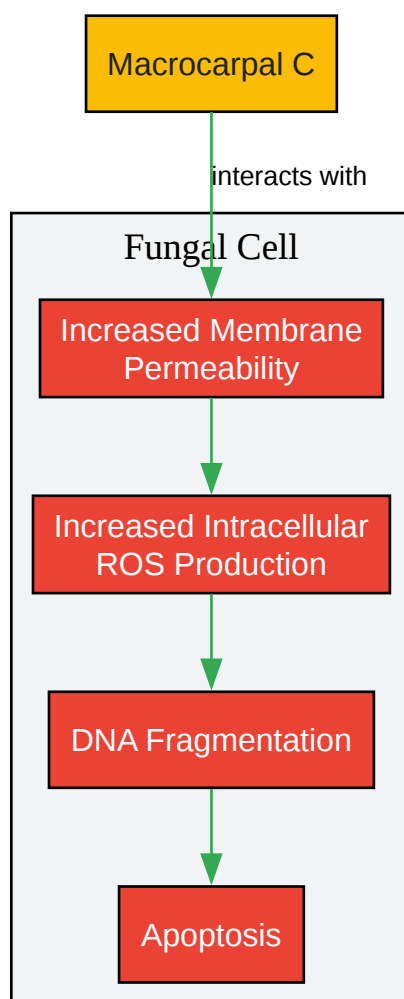 Macrocarpal C
interacts with
Fungal Cell
Increased Membrane
Permeability
Increased Intracellular
ROS Production
DNA Fragmentation
Apoptosis